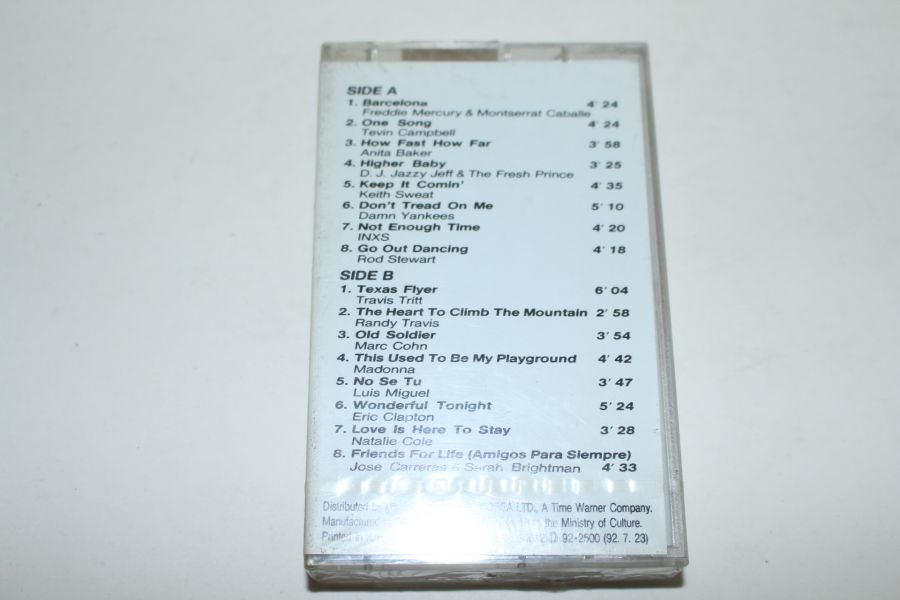 SIDE A
1. Barcelona 4' 24
Freddie Mercury & Montserrat Caballe
2. One Song 4' 24
Tevin Campbell
3. How Fast How Far 3' 58
Anita Baker
4. Higher Baby 3' 25
D. J. Jazzy Jeff & The Fresh Prince
5. Keep It Comin' 4' 35
Keith Sweat
6. Don't Tread On Me 5' 10
Damn Yankees
7. Not Enough Time 4' 20
INXS
8. Go Out Dancing 4' 18
Rod Stewart
SIDE B
1. Texas Flyer 6' 04
Travis Tritt
2. The Heart To Climb The Mountain 2' 58
Randy Travis
3. Old Soldier 3' 54
Marc Cohn
4. This Used To Be My Playground 4' 42
Madonna
5. No Se Tu 3' 47
Luis Miguel
6. Wonderful Tonight 5' 24
Eric Clapton
7. Love Is Here To Stay 3' 28
Natalie Cole
8. Friends For Life (Amigos Para Siempre)
Jose Carreras & Sarah Brightman 4' 33
Distributed by LTD., A Time Warner Company.
the Ministry of Culture.
Printed in 92-2500 (92. 7. 23)